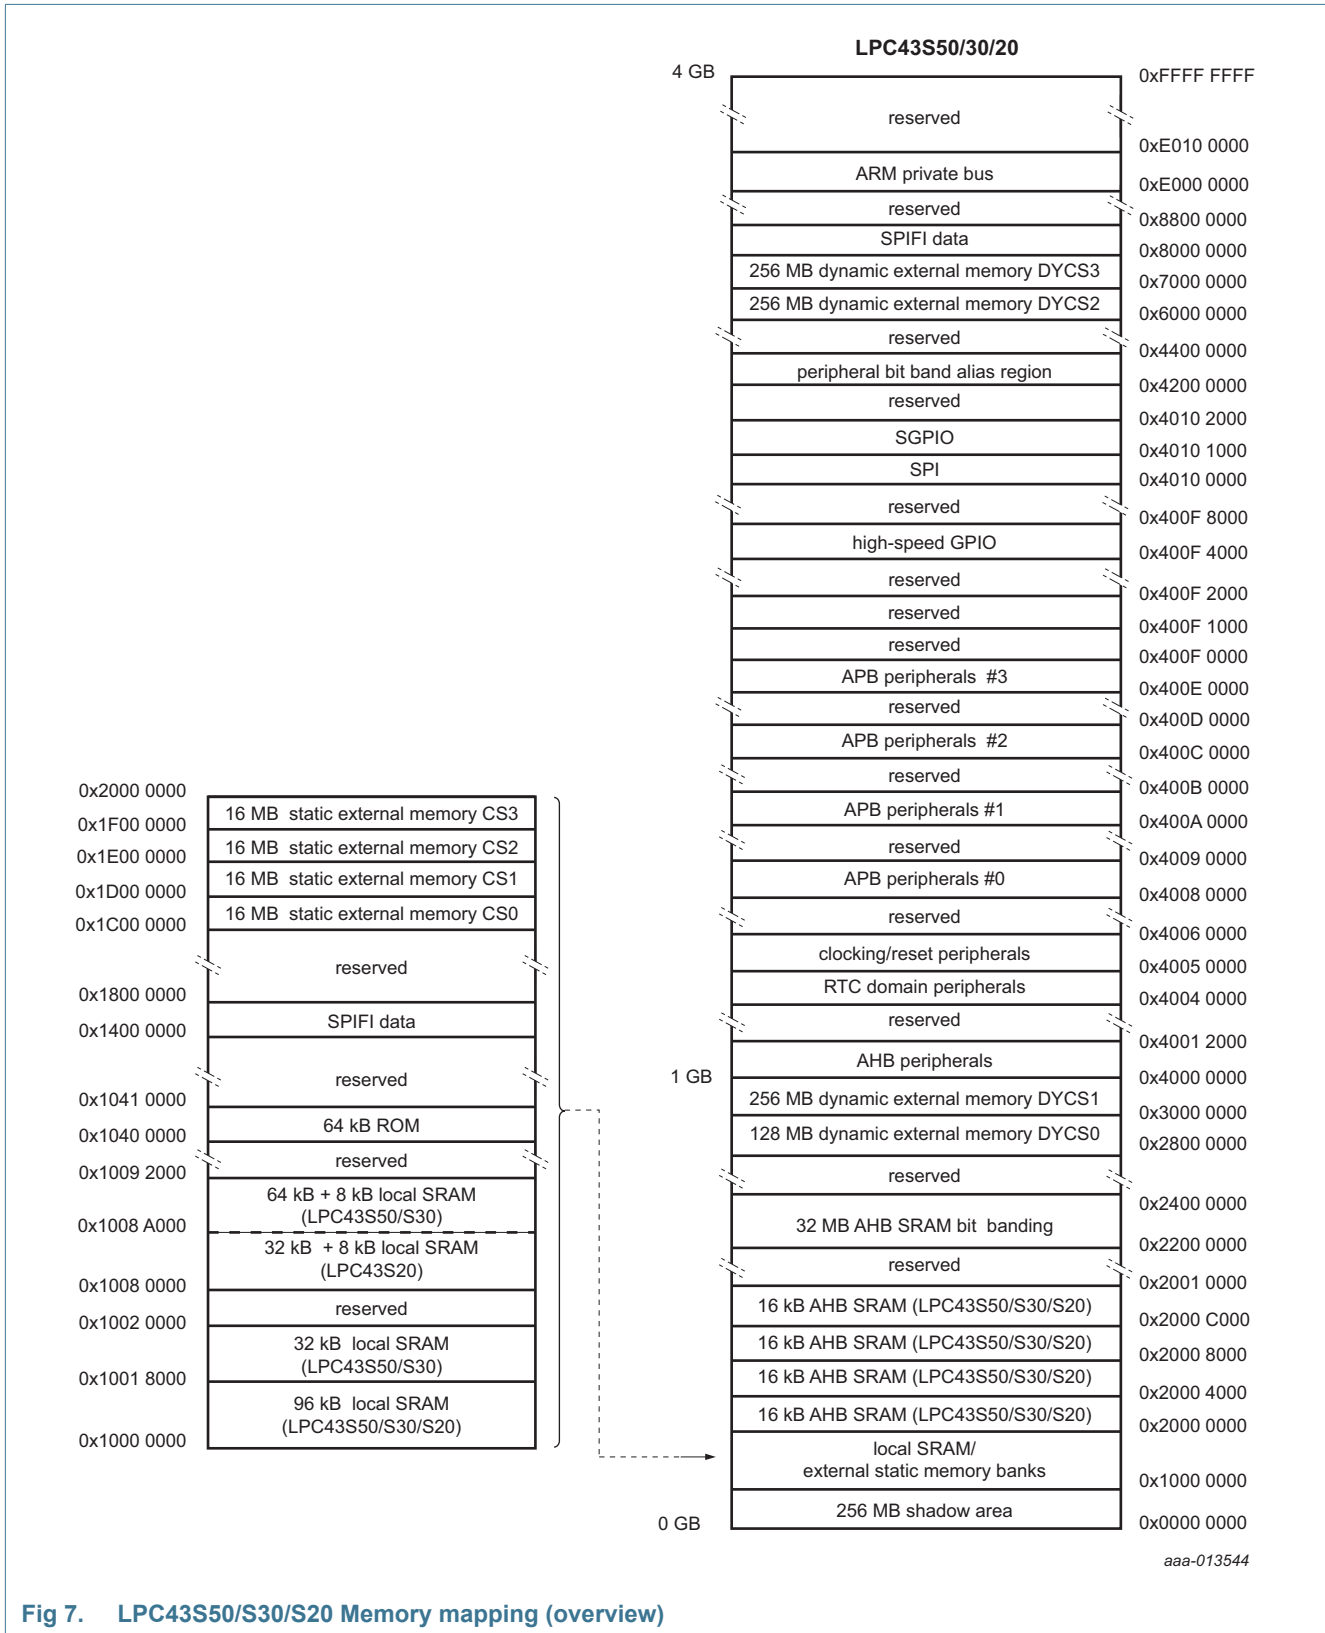 LPC43S50/30/20
4 GB
0xFFFF FFFF
reserved
0xE010 0000
ARM private bus
0xE000 0000
reserved
0x8800 0000
SPIFI data
0x8000 0000
256 MB dynamic external memory DYCS3
0x7000 0000
256 MB dynamic external memory DYCS2
0x6000 0000
reserved
0x4400 0000
peripheral bit band alias region
0x4200 0000
reserved
0x4010 2000
SGPIO
0x4010 1000
SPI
0x4010 0000
reserved
0x400F 8000
high-speed GPIO
0x400F 4000
reserved
0x400F 2000
reserved
0x400F 1000
reserved
0x400F 0000
APB peripherals #3
0x400E 0000
reserved
0x400D 0000
APB peripherals #2
0x400C 0000
reserved
0x400B 0000
APB peripherals #1
0x400A 0000
reserved
0x4009 0000
APB peripherals #0
0x4008 0000
reserved
0x4006 0000
clocking/reset peripherals
0x4005 0000
RTC domain peripherals
0x4004 0000
reserved
0x4001 2000
AHB peripherals
1 GB
0x4000 0000
256 MB dynamic external memory DYCS1
0x3000 0000
128 MB dynamic external memory DYCS0
0x2800 0000
reserved
0x2400 0000
32 MB AHB SRAM bit banding
0x2200 0000
reserved
0x2001 0000
16 kB AHB SRAM (LPC43S50/S30/S20)
0x2000 C000
16 kB AHB SRAM (LPC43S50/S30/S20)
0x2000 8000
16 kB AHB SRAM (LPC43S50/S30/S20)
0x2000 4000
16 kB AHB SRAM (LPC43S50/S30/S20)
0x2000 0000
local SRAM/
external static memory banks
0x1000 0000
256 MB shadow area
0 GB
0x0000 0000
0x2000 0000
16 MB static external memory CS3
0x1F00 0000
16 MB static external memory CS2
0x1E00 0000
16 MB static external memory CS1
0x1D00 0000
16 MB static external memory CS0
0x1C00 0000
reserved
0x1800 0000
SPIFI data
0x1400 0000
reserved
0x1041 0000
64 kB ROM
0x1040 0000
reserved
0x1009 2000
64 kB + 8 kB local SRAM
(LPC43S50/S30)
0x1008 A000
32 kB + 8 kB local SRAM
(LPC43S20)
0x1008 0000
reserved
0x1002 0000
32 kB local SRAM
(LPC43S50/S30)
0x1001 8000
96 kB local SRAM
(LPC43S50/S30/S20)
0x1000 0000
aaa-013544
Fig 7. LPC43S50/S30/S20 Memory mapping (overview)